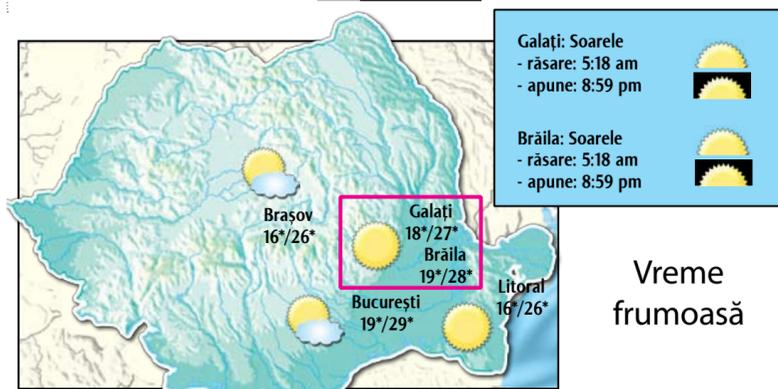 Galați: Soarele
- răsare: 5:18 am
- apune: 8:59 pm
Brăila: Soarele
- răsare: 5:18 am
- apune: 8:59 pm
Brașov
16*/26*
Galați
18*/27*
Brăila
19*/28*
București
19*/29*
Litoral
16*/26*
Vreme
frumoasă